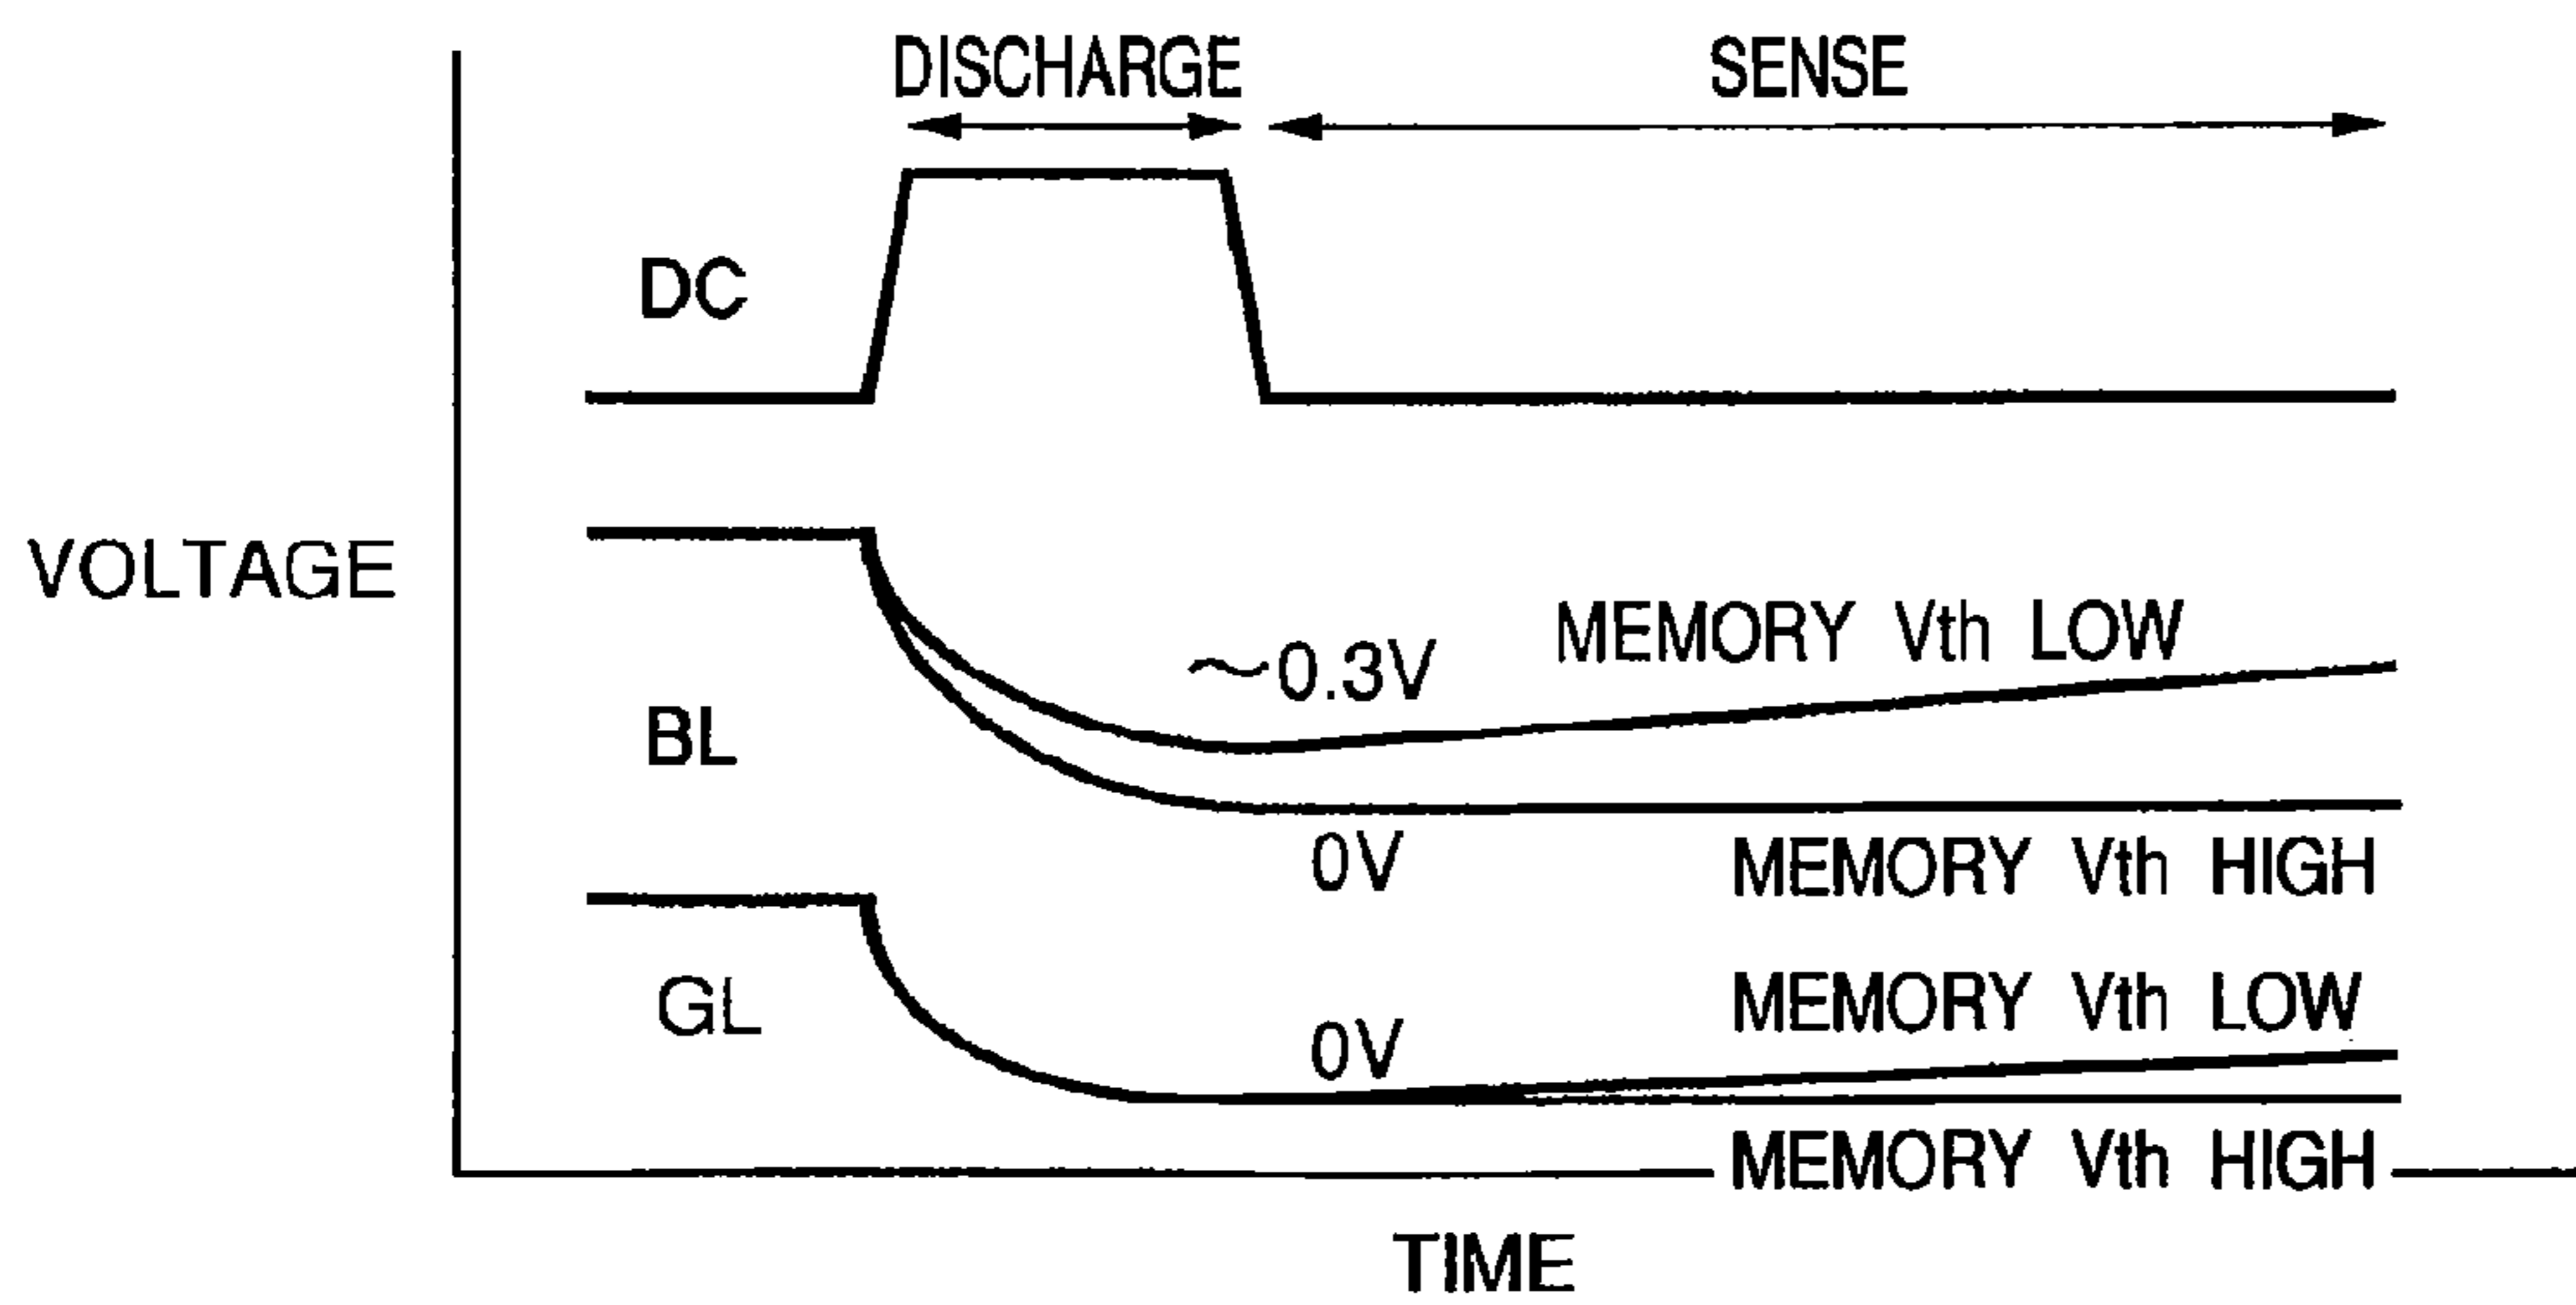 DISCHARGE
SENSE
DC
VOLTAGE
MEMORY Vth LOW
~0.3V
BL
0V
MEMORY Vth HIGH
GL
MEMORY Vth LOW
0V
MEMORY Vth HIGH
TIME